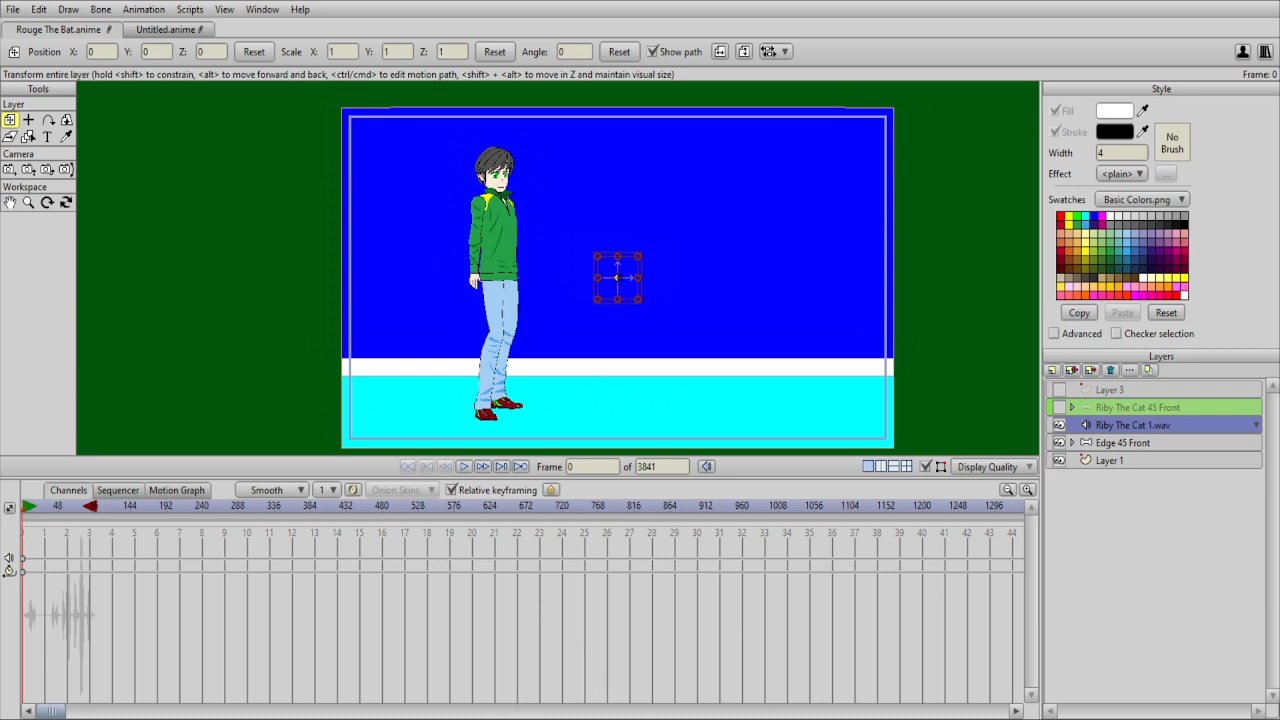 File Edit Draw Bone Animation Scripts View Window Help
Rouge The Bat.anime Untitled.anime
Position X: 0 Y: 0 Z: 0 Reset Scale X: 1 Y: 1 Z: 1 Reset Angle: 0 Reset Show path
Transform entire layer (hold <shift> to constrain, <alt> to move forward and back, <ctrl/cmd> to edit motion path, <shift> + <alt> to move in Z and maintain visual size) Frame: 0
Tools
Layer
Camera
Workspace
Style
Fill
Stroke
No Brush
Width 4
Effect <plain> ...
Swatches Basic Colors.png
Copy Paste Reset
Advanced Checker selection
Layers
Layer 3
Riby The Cat 45 Front
Riby The Cat 1.wav
Edge 45 Front
Layer 1
Frame 0 of 3841 Display Quality
Channels Sequencer Motion Graph Smooth 1 Onion Skins Relative keyframing
48 144 192 240 288 336 384 432 480 528 576 624 672 720 768 816 864 912 960 1008 1056 1104 1152 1200 1248 1296
0 1 2 3 4 5 6 7 8 9 10 11 12 13 14 15 16 17 18 19 20 21 22 23 24 25 26 27 28 29 30 31 32 33 34 35 36 37 38 39 40 41 42 43 44